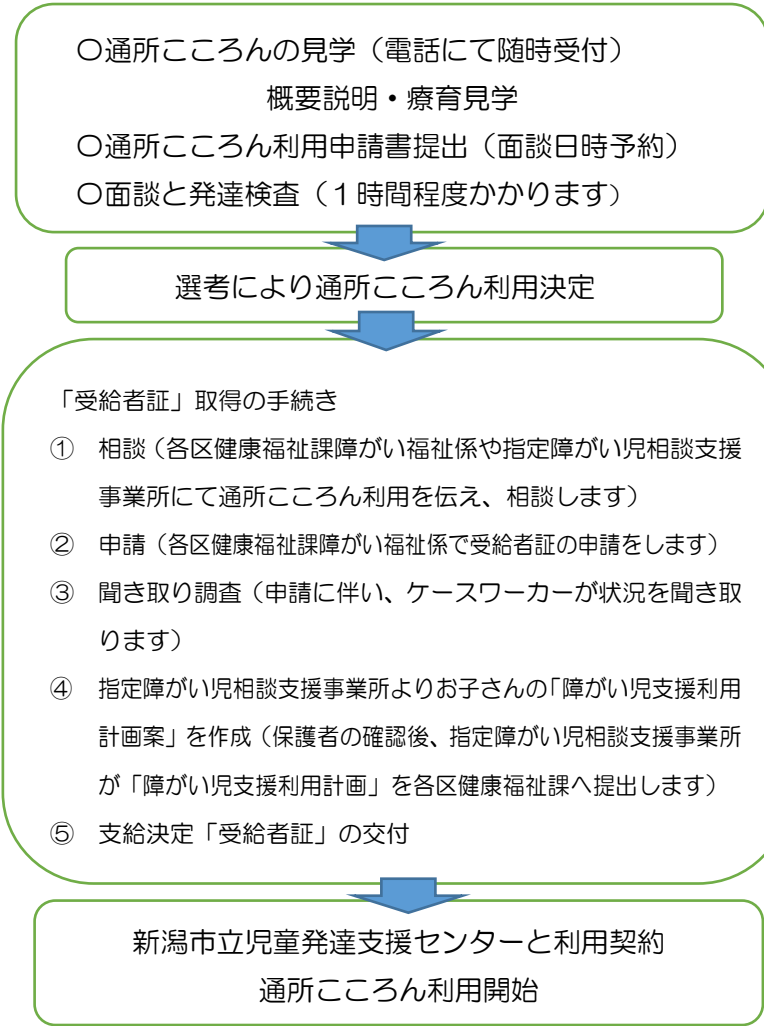 〇通所こころんの見学（電話にて随時受付）
概要説明・療育見学
〇通所こころん利用申請書提出（面談日時予約）
〇面談と発達検査（１時間程度かかります）
選考により通所こころん利用決定
「受給者証」取得の手続き
① 相談（各区健康福祉課障がい福祉係や指定障がい児相談支援
事業所にて通所こころん利用を伝え、相談します）
② 申請（各区健康福祉課障がい福祉係で受給者証の申請をします）
③ 聞き取り調査（申請に伴い、ケースワーカーが状況を聞き取
ります）
④ 指定障がい児相談支援事業所よりお子さんの「障がい児支援利用
計画案」を作成（保護者の確認後、指定障がい児相談支援事業所
が「障がい児支援利用計画」を各区健康福祉課へ提出します）
⑤ 支給決定「受給者証」の交付
新潟市立児童発達支援センターと利用契約
通所こころん利用開始